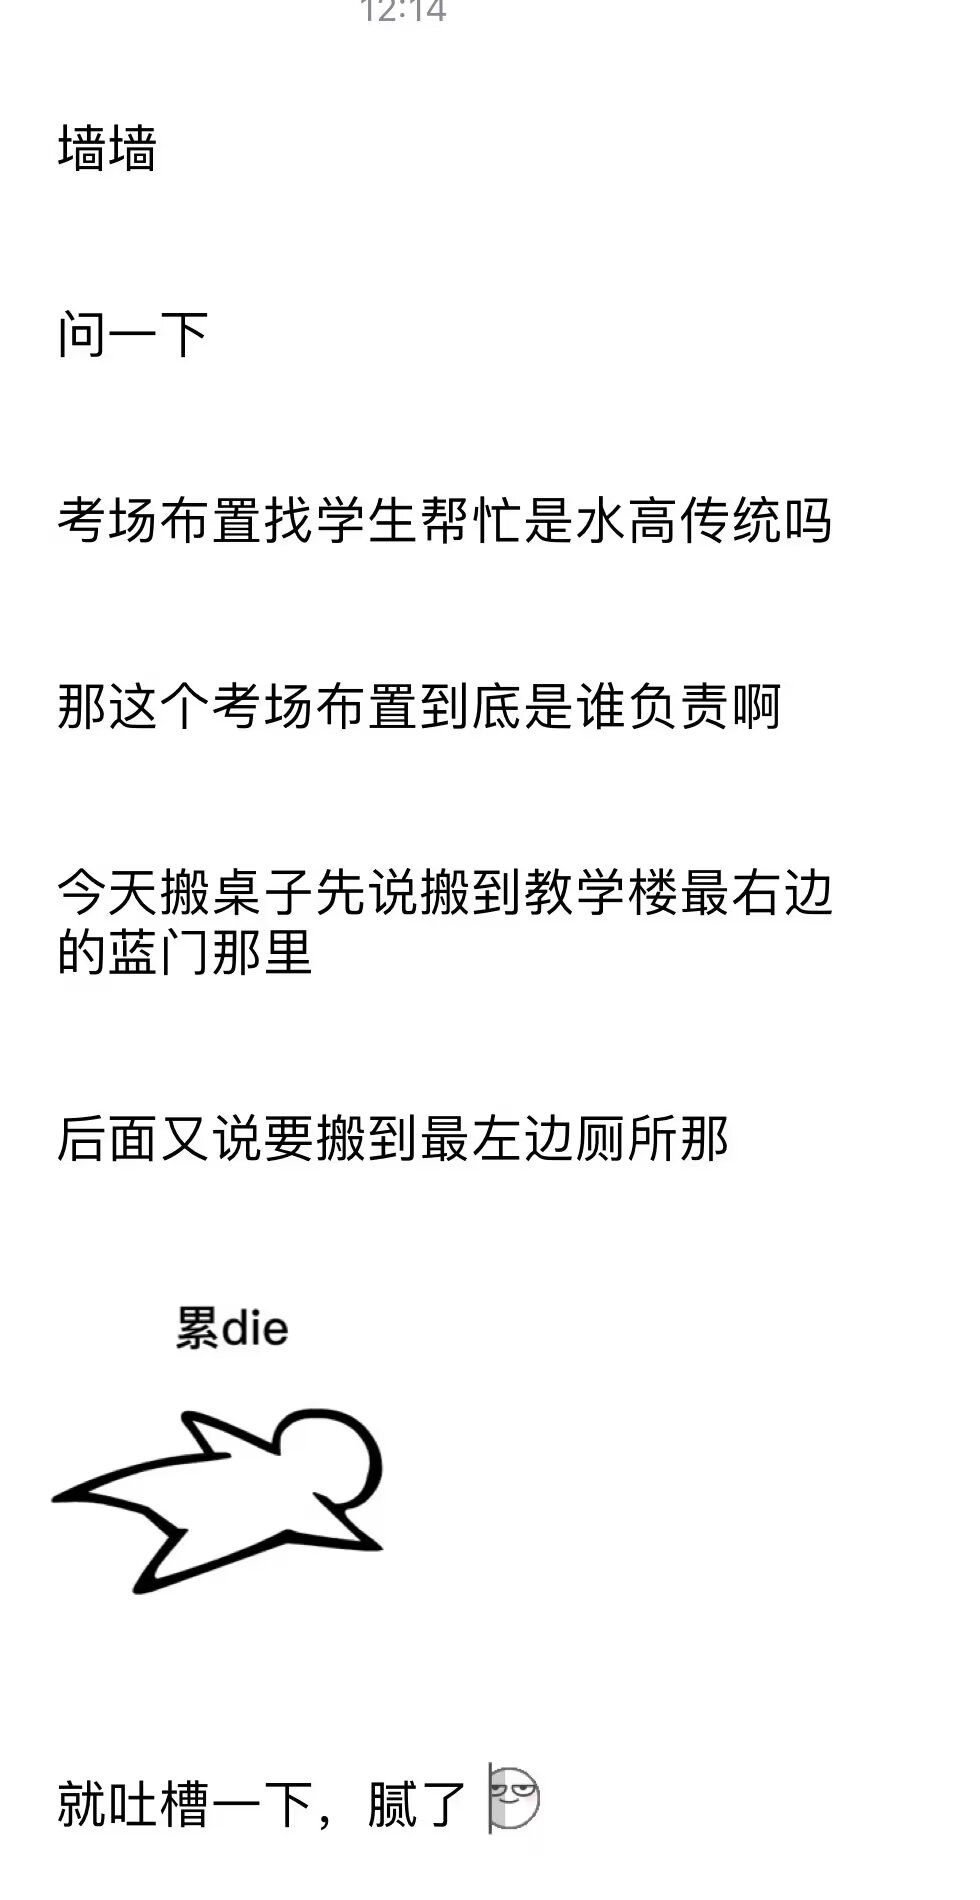 12:14
墙墙
问一下
考场布置找学生帮忙是水高传统吗
那这个考场布置到底是谁负责啊
今天搬桌子先说搬到教学楼最右边
的蓝门那里
后面又说要搬到最左边厕所那
累die
就吐槽一下，腻了